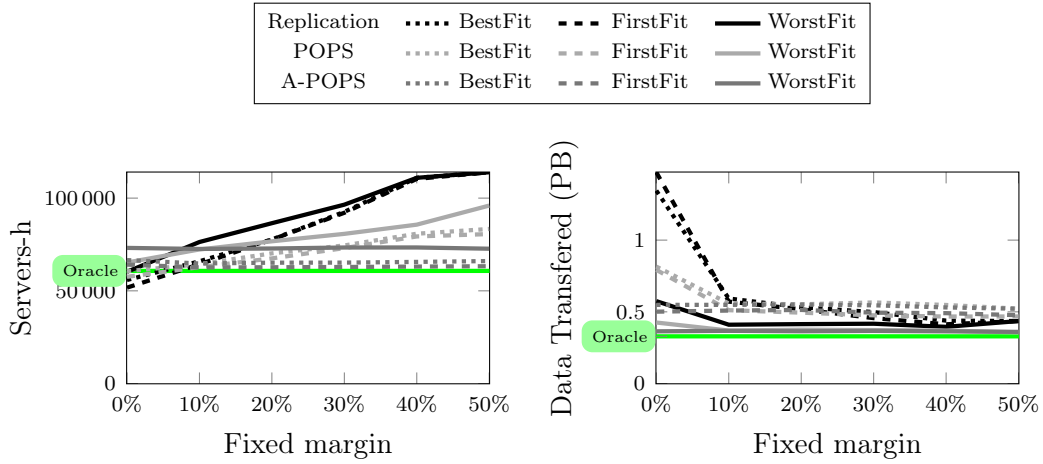 Replication BestFit FirstFit WorstFit
POPS BestFit FirstFit WorstFit
A-POPS BestFit FirstFit WorstFit
Servers-h
100 000
50 000
0
Oracle
0% 10% 20% 30% 40% 50%
Fixed margin
Data Transfered (PB)
1
0.5
0
Oracle
0% 10% 20% 30% 40% 50%
Fixed margin